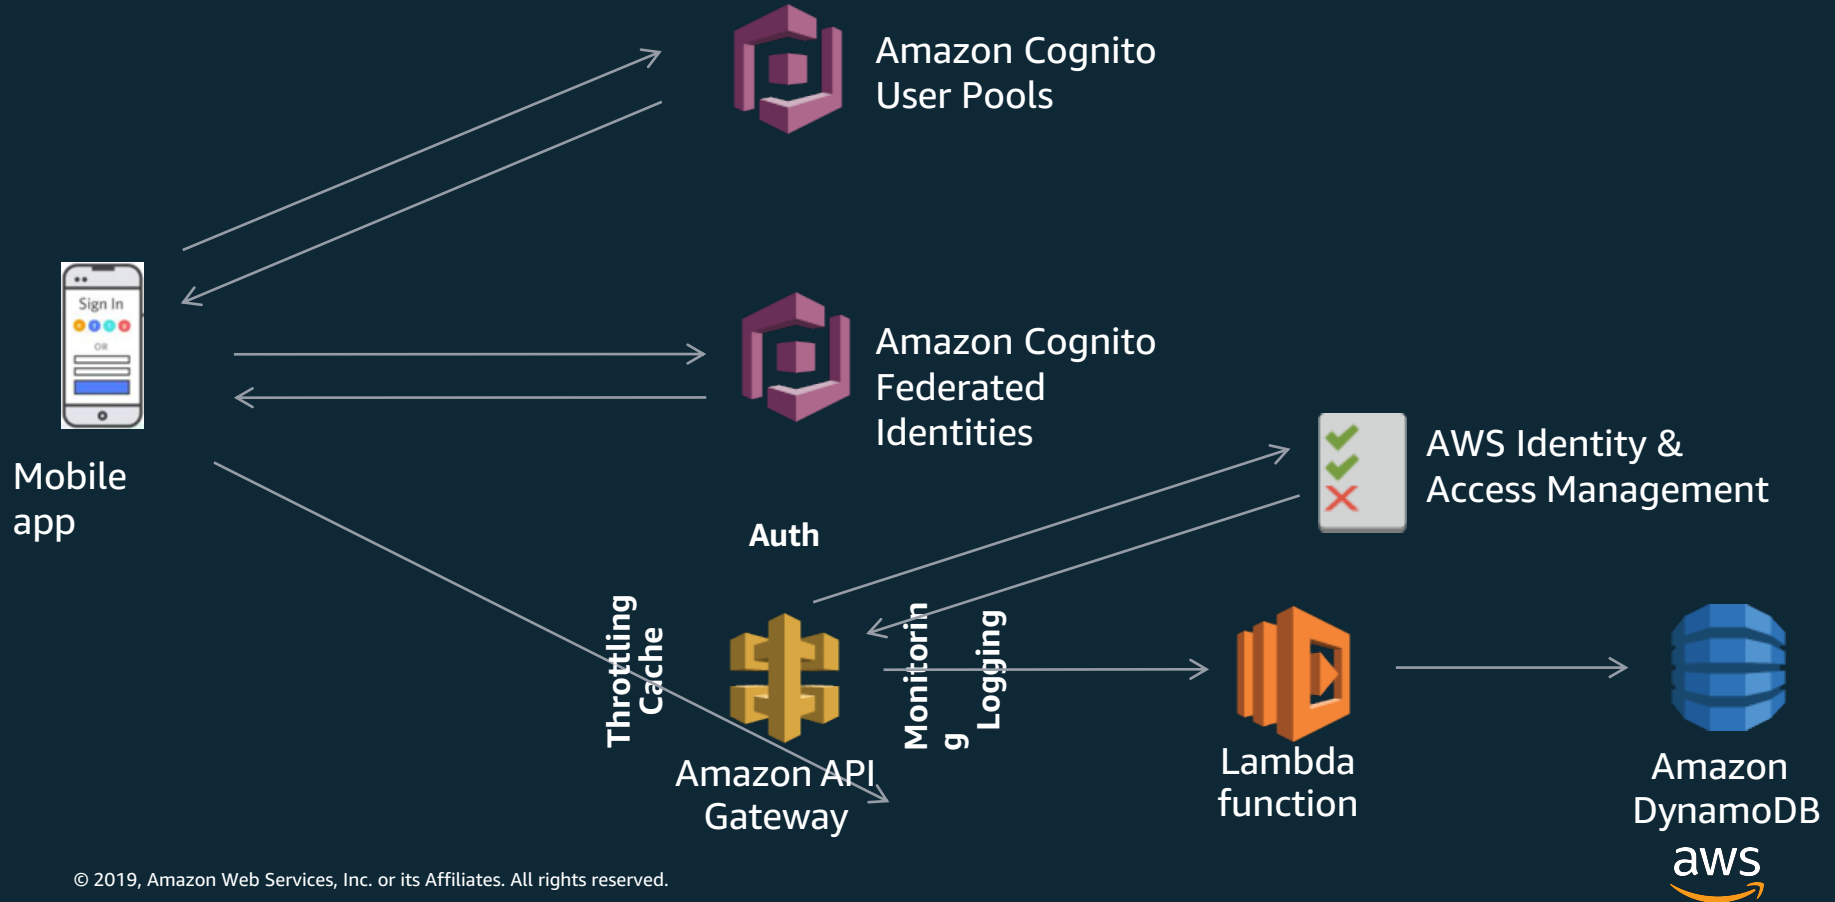 Amazon Cognito
User Pools
Sign In
OR
Amazon Cognito
Federated
Identities
Mobile
app
AWS Identity &
Access Management
Auth
Throttling
Cache
Monitorin
g
Logging
Amazon API
Gateway
Lambda
function
Amazon
DynamoDB
© 2019, Amazon Web Services, Inc. or its Affiliates. All rights reserved.
aws